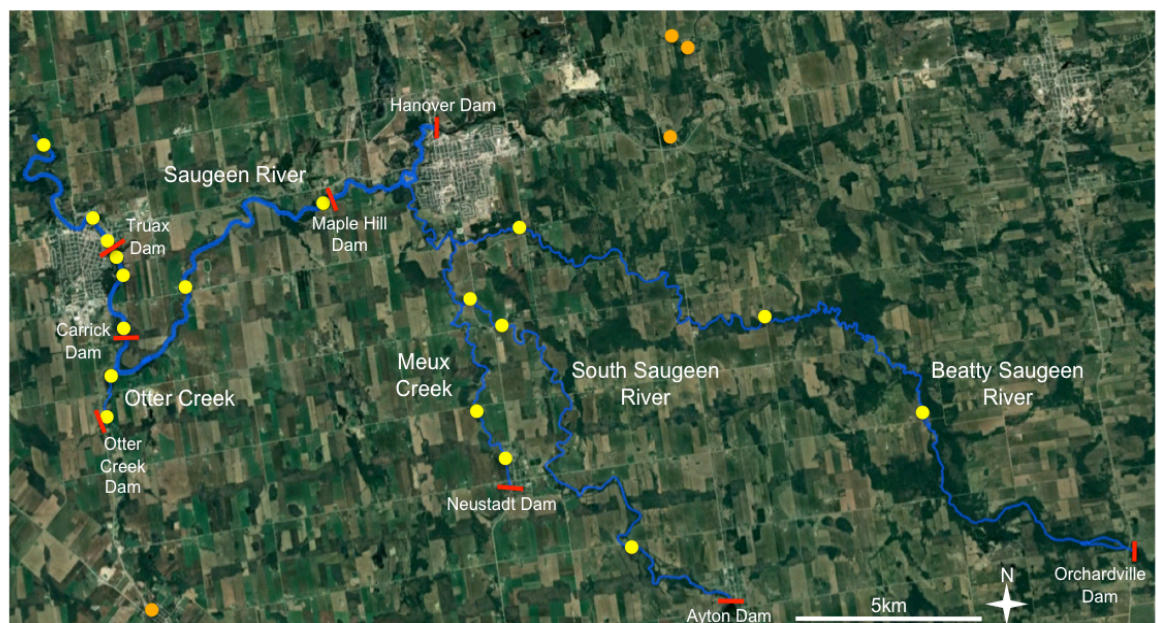 Hanover Dam
Saugeen River
Truax
Dam
Maple Hill
Dam
Carrick
Dam
Meux
Creek
South Saugeen
River
Beatty Saugeen
River
Otter Creek
Otter
Creek
Dam
Neustadt Dam
Orchardville
Dam
N
5km
Ayton Dam